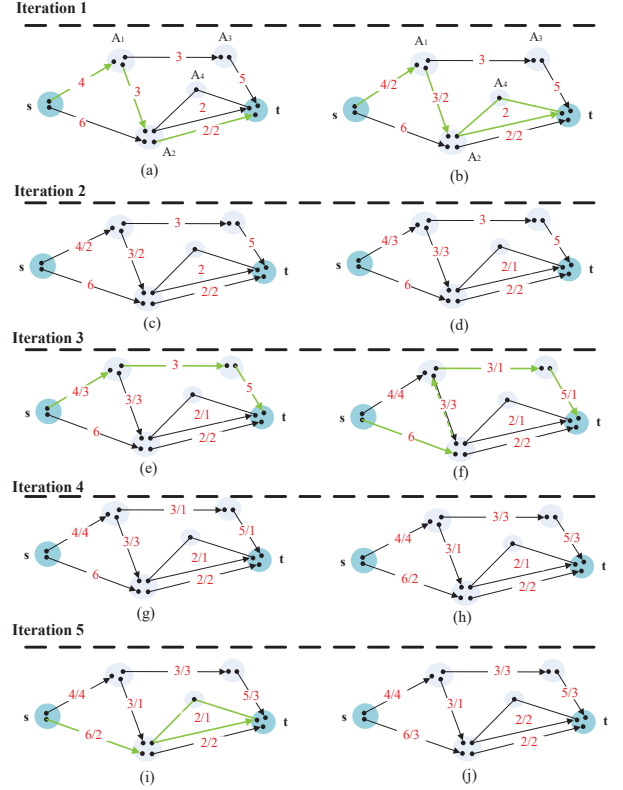 Iteration 1
A1 3 A3
4 3 A4 5
s 2 t
6 2/2
A2
(a)
A1 3 A3
4/2 3/2 A4 5
s 2 t
6 2/2
A2
(b)
Iteration 2
3
4/2 3/2 5
s 2 t
6 2/2
(c)
3
4/3 3/3 5
s 2/1 t
6 2/2
(d)
Iteration 3
3
4/3 3/3 5
s 2/1 t
6 2/2
(e)
3/1
4/4 3/3 5/1
s 2/1 t
6 2/2
(f)
Iteration 4
3/1
4/4 3/3 5/1
s 2/1 t
6 2/2
(g)
3/3
4/4 3/1 5/3
s 2/1 t
6/2 2/2
(h)
Iteration 5
3/3
4/4 3/1 5/3
s 2/1 t
6/2 2/2
(i)
3/3
4/4 3/1 5/3
s 2/2 t
6/3 2/2
(j)